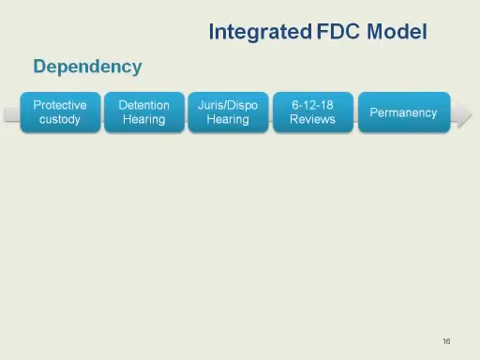 Integrated FDC Model
Dependency
Protective
custody
Detention
Hearing
Juris/Dispo
Hearing
6-12-18
Reviews
Permanency
16